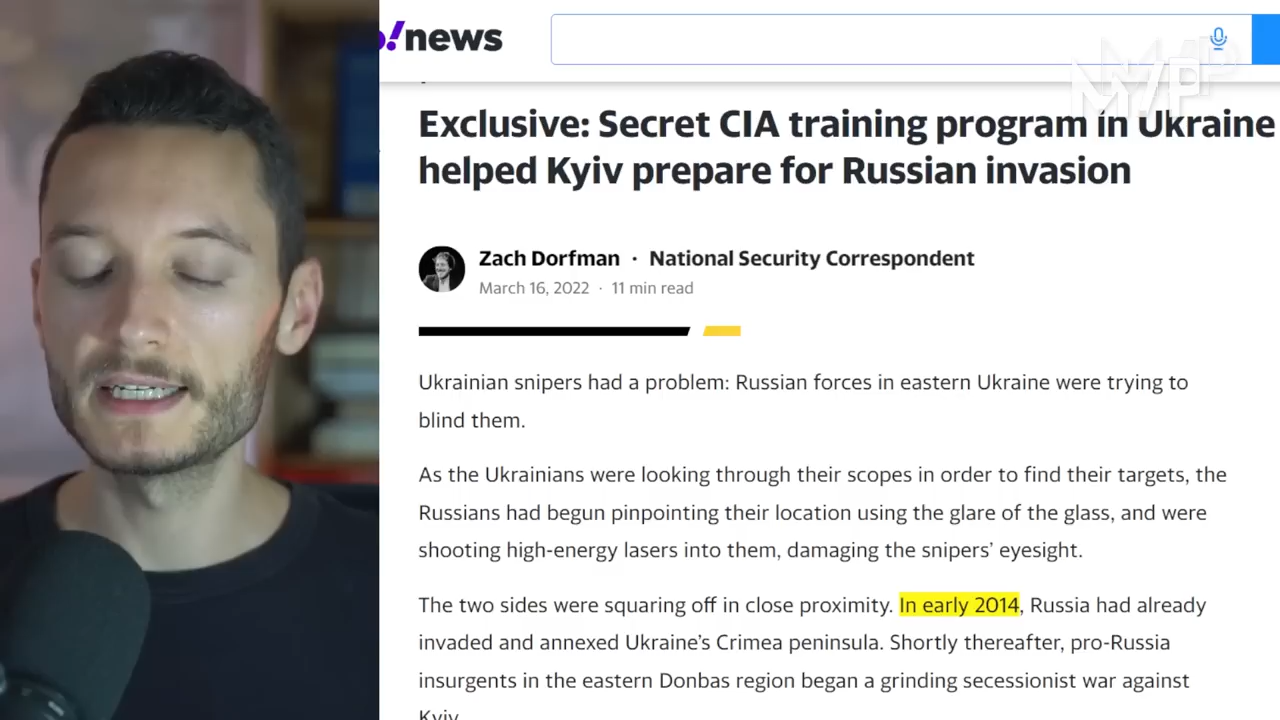 !news
MVP
Exclusive: Secret CIA training program in Ukraine
helped Kyiv prepare for Russian invasion
Zach Dorfman · National Security Correspondent
March 16, 2022 · 11 min read
Ukrainian snipers had a problem: Russian forces in eastern Ukraine were trying to
blind them.
As the Ukrainians were looking through their scopes in order to find their targets, the
Russians had begun pinpointing their location using the glare of the glass, and were
shooting high-energy lasers into them, damaging the snipers’ eyesight.
The two sides were squaring off in close proximity. In early 2014, Russia had already
invaded and annexed Ukraine’s Crimea peninsula. Shortly thereafter, pro-Russia
insurgents in the eastern Donbas region began a grinding secessionist war against
Kyiv.